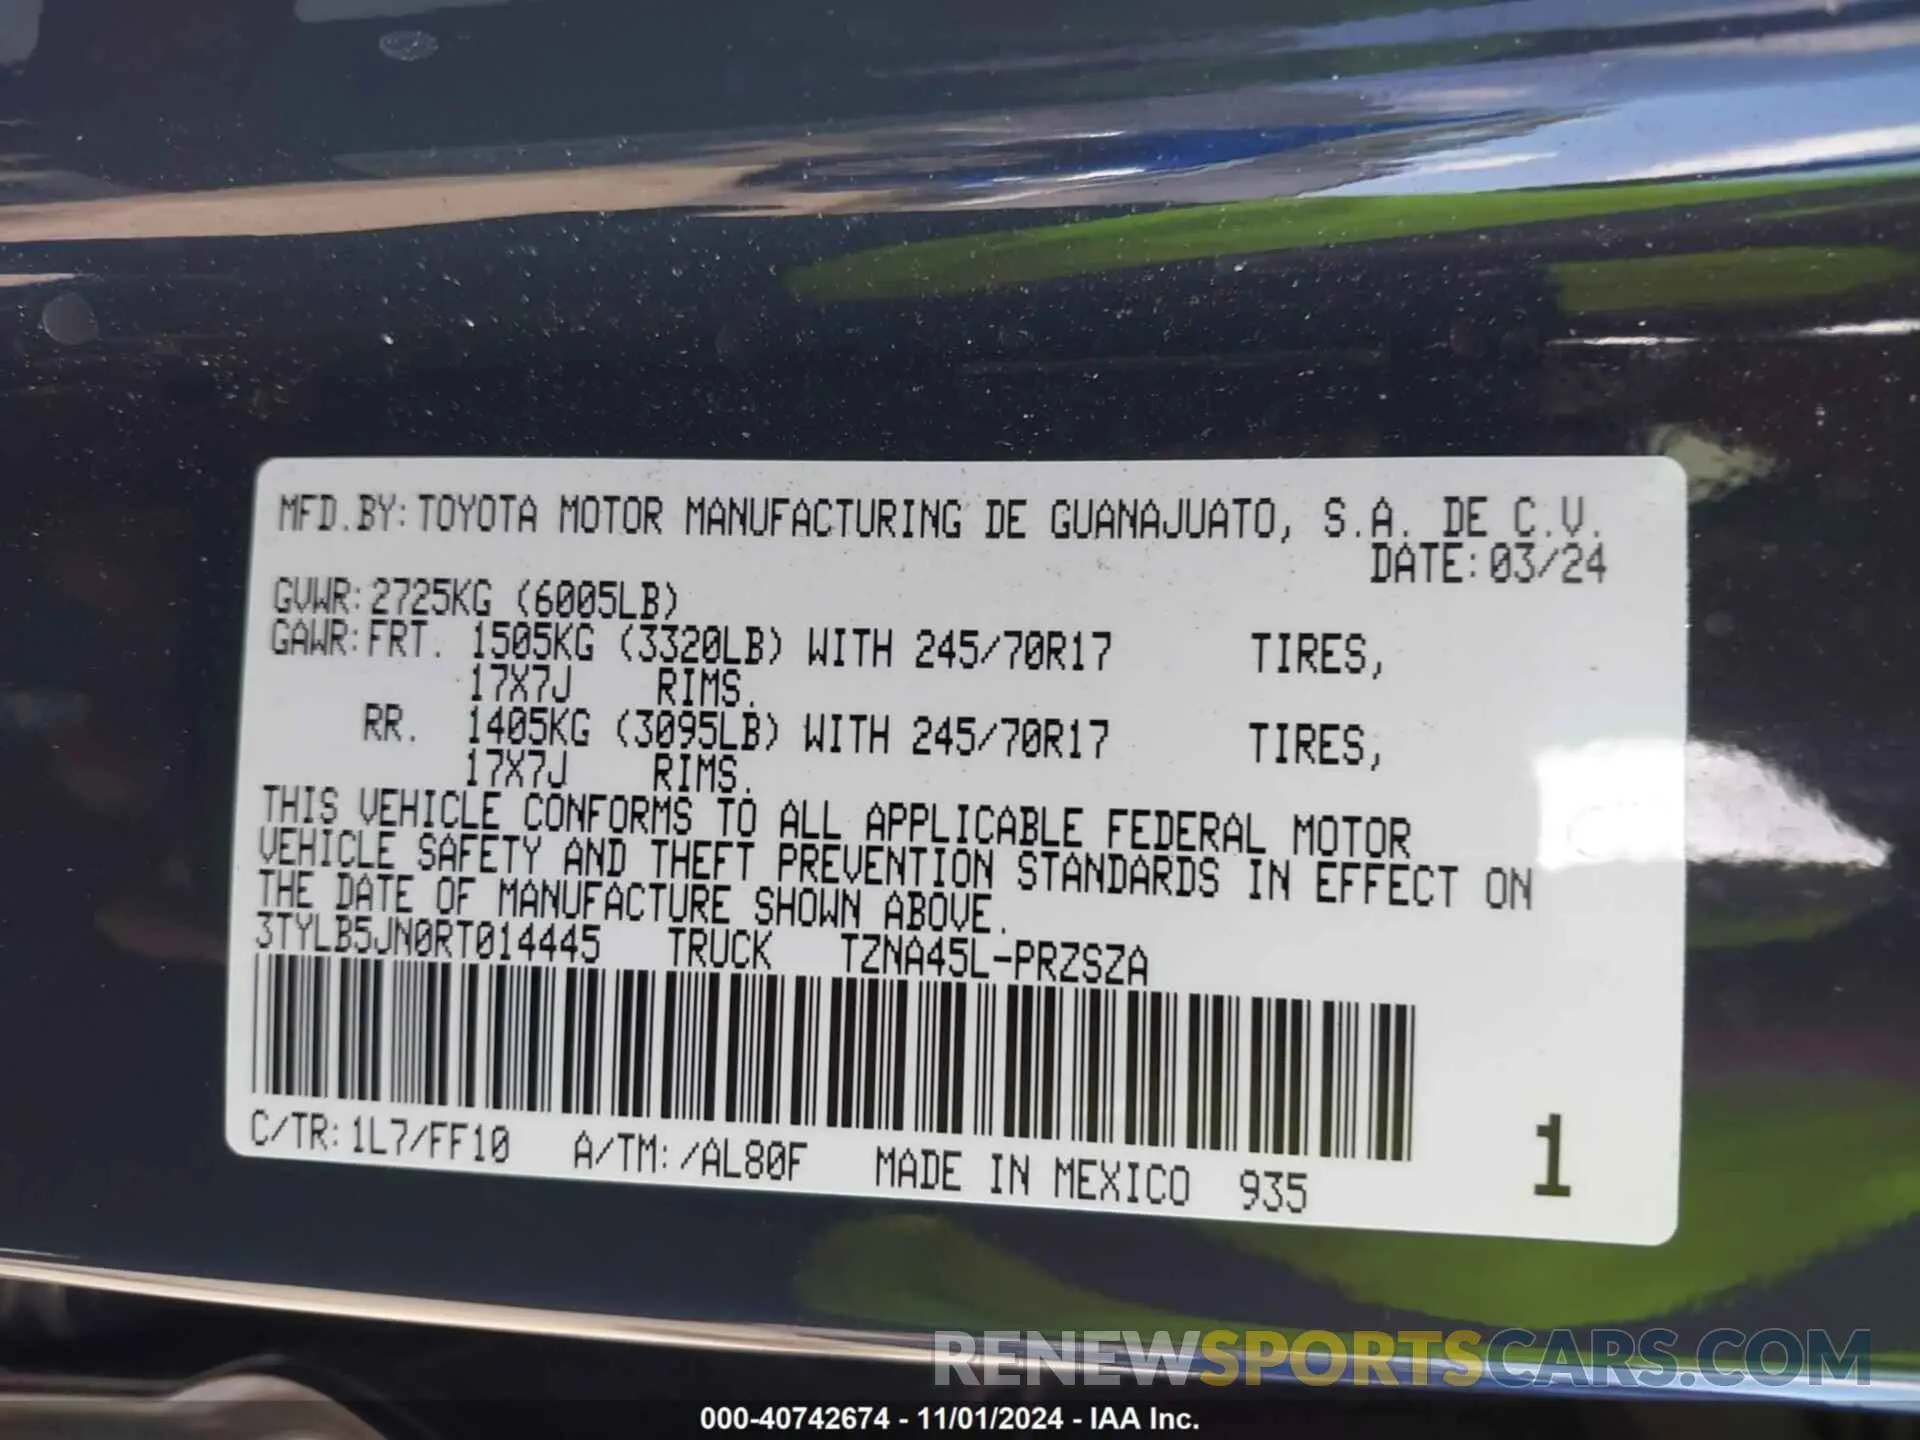 MFD.BY:TOYOTA MOTOR MANUFACTURING DE GUANAJUATO, S.A. DE C.V.
DATE:03/24
GVWR:2725KG (6005LB)
GAWR:FRT. 1505KG (3320LB) WITH 245/70R17 TIRES,
17X7J RIMS.
RR. 1405KG (3095LB) WITH 245/70R17 TIRES,
17X7J RIMS.
THIS VEHICLE CONFORMS TO ALL APPLICABLE FEDERAL MOTOR
VEHICLE SAFETY AND THEFT PREVENTION STANDARDS IN EFFECT ON
THE DATE OF MANUFACTURE SHOWN ABOVE.
3TYLB5JN0RT014445 TRUCK TZNA45L-PRZSZA
C/TR:1L7/FF10 A/TM:/AL80F MADE IN MEXICO 935
1
RENEWSPORTSCARS.COM
000-40742674 - 11/01/2024 - IAA Inc.